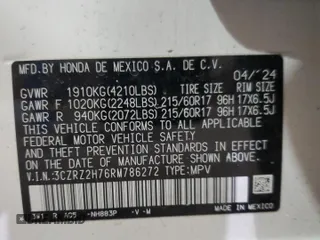 MFD.BY HONDA DE MEXICO S.A. DE C.V.
04/'24
GVWR 1910KG(4210LBS) TIRE SIZE RIM SIZE
GAWR F 1020KG(2248LBS) 215/60R17 96H 17X6.5J
GAWR R 940KG(2072LBS) 215/60R17 96H 17X6.5J
THIS VEHICLE CONFORMS TO ALL APPLICABLE
FEDERAL MOTOR VEHICLE SAFETY AND
THEFT PREVENTION STANDARDS IN EFFECT
ON THE DATE OF MANUFACTURE SHOWN ABOVE.
V.I.N.:3CZRZ2H76RM786272 TYPE:MPV
-NH883P -V-M
MADE IN MEXICO